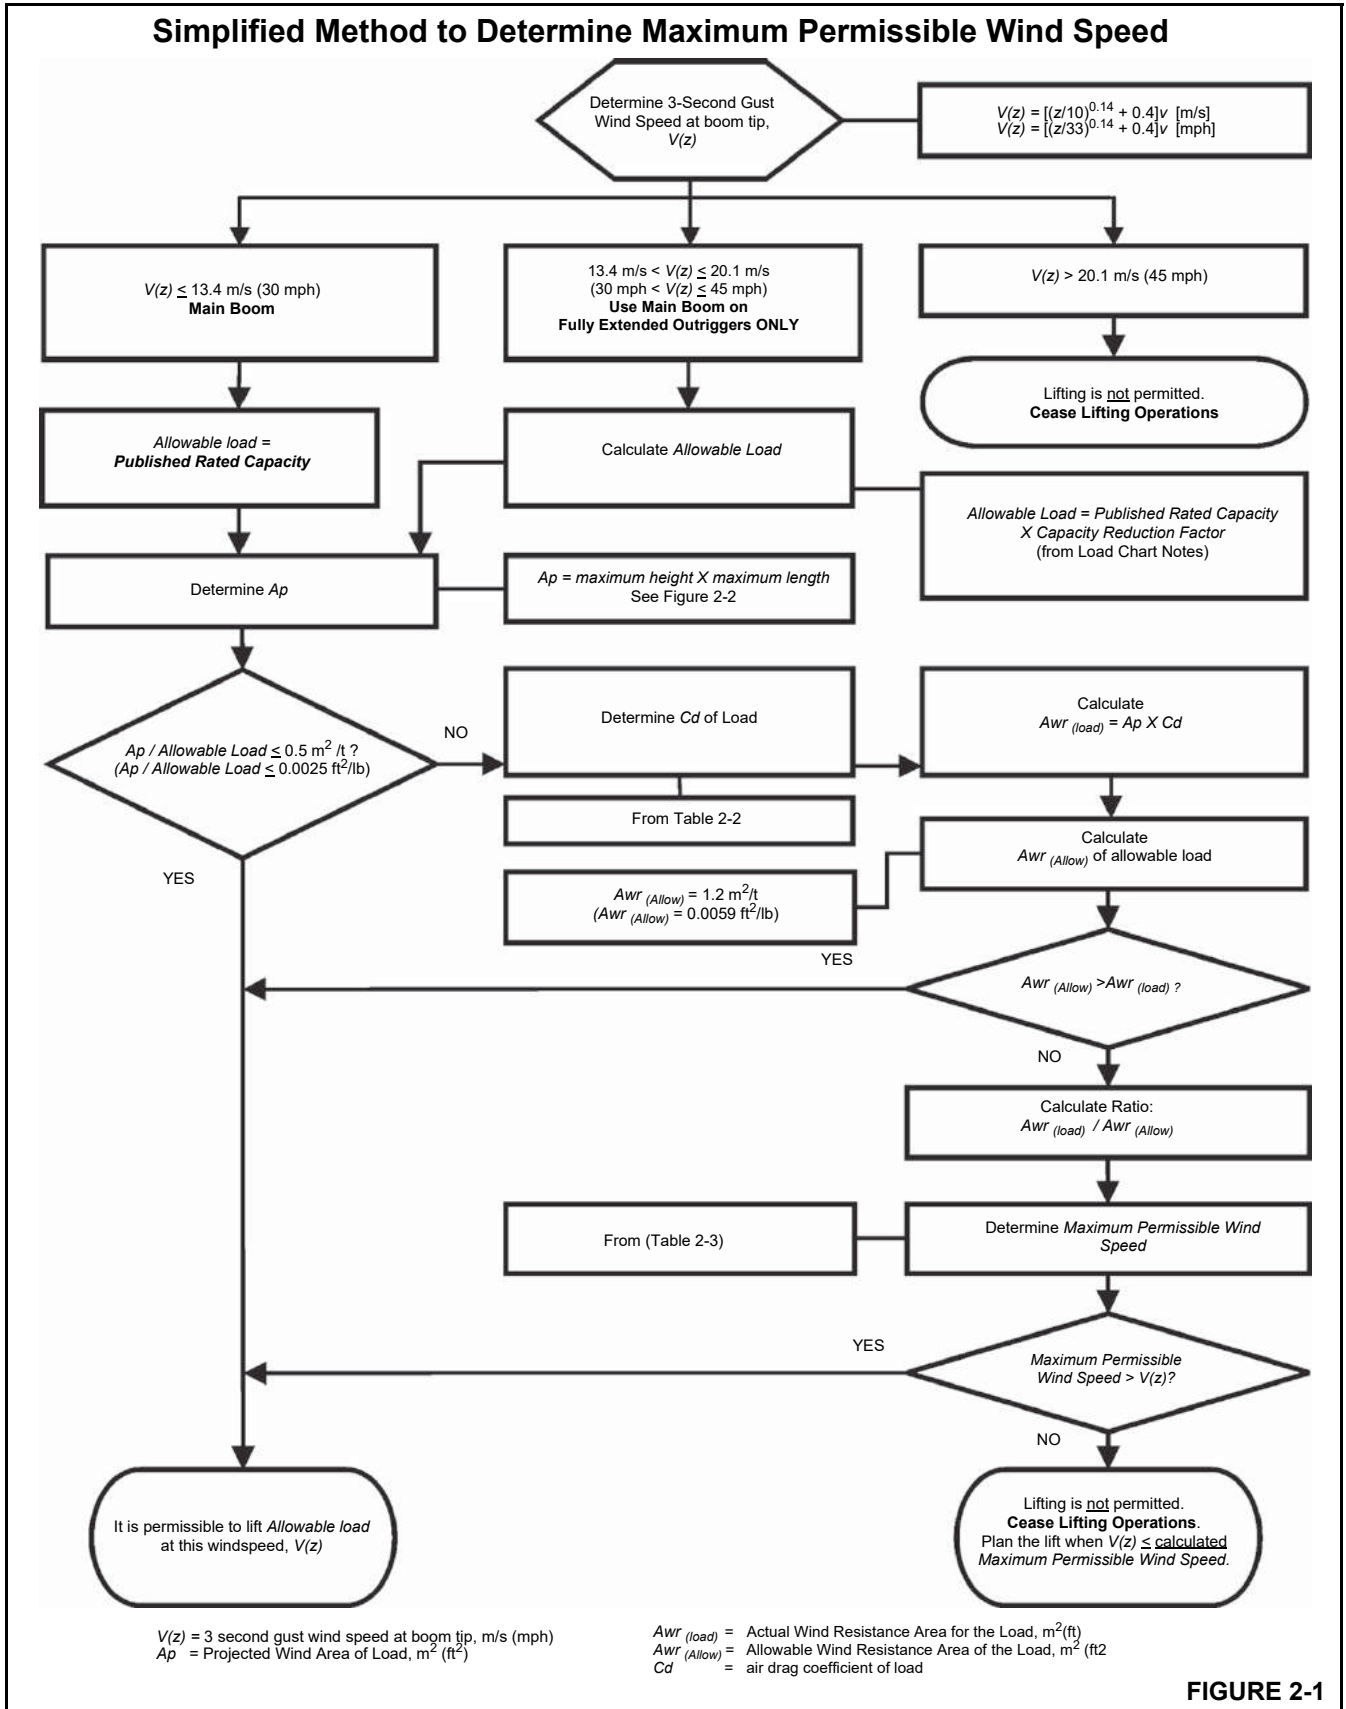 Simplified Method to Determine Maximum Permissible Wind Speed
Determine 3-Second Gust
Wind Speed at boom tip,
V(z)
V(z) = [(z/10)^0.14 + 0.4]v [m/s]
V(z) = [(z/33)^0.14 + 0.4]v [mph]
V(z) ≤ 13.4 m/s (30 mph)
Main Boom
13.4 m/s < V(z) ≤ 20.1 m/s
(30 mph < V(z) ≤ 45 mph)
Use Main Boom on
Fully Extended Outriggers ONLY
V(z) > 20.1 m/s (45 mph)
Lifting is not permitted.
Cease Lifting Operations
Allowable load =
Published Rated Capacity
Calculate Allowable Load
Allowable Load = Published Rated Capacity
X Capacity Reduction Factor
(from Load Chart Notes)
Determine Ap
Ap = maximum height X maximum length
See Figure 2-2
Ap / Allowable Load ≤ 0.5 m² /t ?
(Ap / Allowable Load ≤ 0.0025 ft²/lb)
NO
YES
Determine Cd of Load
From Table 2-2
Calculate
Awr (load) = Ap X Cd
Calculate
Awr (Allow) of allowable load
Awr (Allow) = 1.2 m²/t
(Awr (Allow) = 0.0059 ft²/lb)
YES
Awr (Allow) >Awr (load) ?
NO
Calculate Ratio:
Awr (load) / Awr (Allow)
From (Table 2-3)
Determine Maximum Permissible Wind
Speed
YES
Maximum Permissible
Wind Speed > V(z)?
NO
It is permissible to lift Allowable load
at this windspeed, V(z)
Lifting is not permitted.
Cease Lifting Operations.
Plan the lift when V(z) ≤ calculated
Maximum Permissible Wind Speed.
V(z) = 3 second gust wind speed at boom tip, m/s (mph)
Ap = Projected Wind Area of Load, m² (ft²)
Awr (load) = Actual Wind Resistance Area for the Load, m²(ft)
Awr (Allow) = Allowable Wind Resistance Area of the Load, m² (ft2
Cd = air drag coefficient of load
FIGURE 2-1